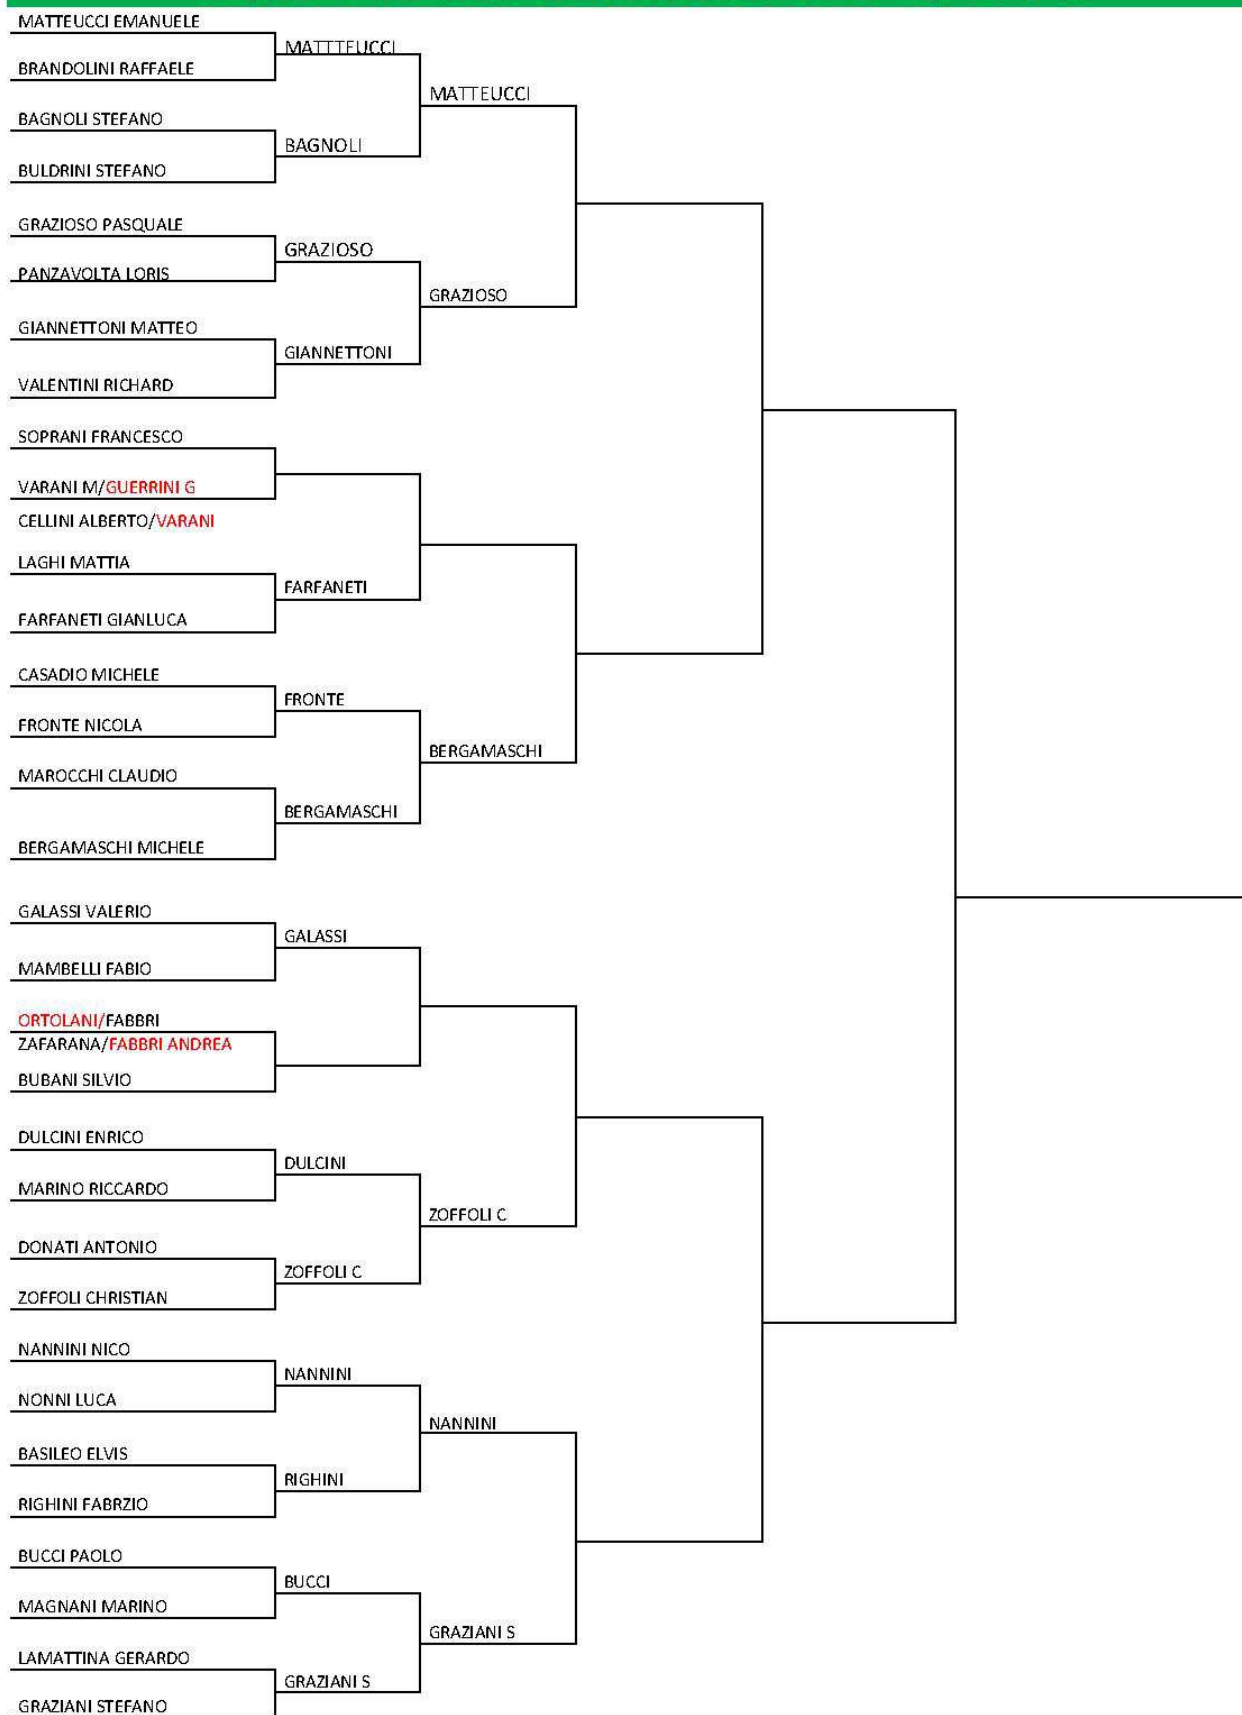 MATTEUCCI EMANUELE
MATTTEUCCI
BRANDOLINI RAFFAELE
MATTEUCCI
BAGNOLI STEFANO
BAGNOLI
BULDRINI STEFANO
GRAZIOSO PASQUALE
GRAZIOSO
PANZAVOLTA LORIS
GRAZIOSO
GIANNETTONI MATTEO
GIANNETTONI
VALENTINI RICHARD
SOPRANI FRANCESCO
VARANI M/GUERRINI G
CELLINI ALBERTO/VARANI
LAGHI MATTIA
FARFANETI
FARFANETI GIANLUCA
CASADIO MICHELE
FRONTE
FRONTE NICOLA
BERGAMASCHI
MAROCCHI CLAUDIO
BERGAMASCHI
BERGAMASCHI MICHELE
GALASSI VALERIO
GALASSI
MAMBELLI FABIO
ORTOLANI/FABBRI
ZAFARANA/FABBRI ANDREA
BUBANI SILVIO
DULCINI ENRICO
DULCINI
MARINO RICCARDO
ZOFFOLI C
DONATI ANTONIO
ZOFFOLI C
ZOFFOLI CHRISTIAN
NANNINI NICO
NANNINI
NONNI LUCA
NANNINI
BASILEO ELVIS
RIGHINI
RIGHINI FABRZIO
BUCCI PAOLO
BUCCI
MAGNANI MARINO
GRAZIANI S
LAMATTINA GERARDO
GRAZIANI S
GRAZIANI STEFANO